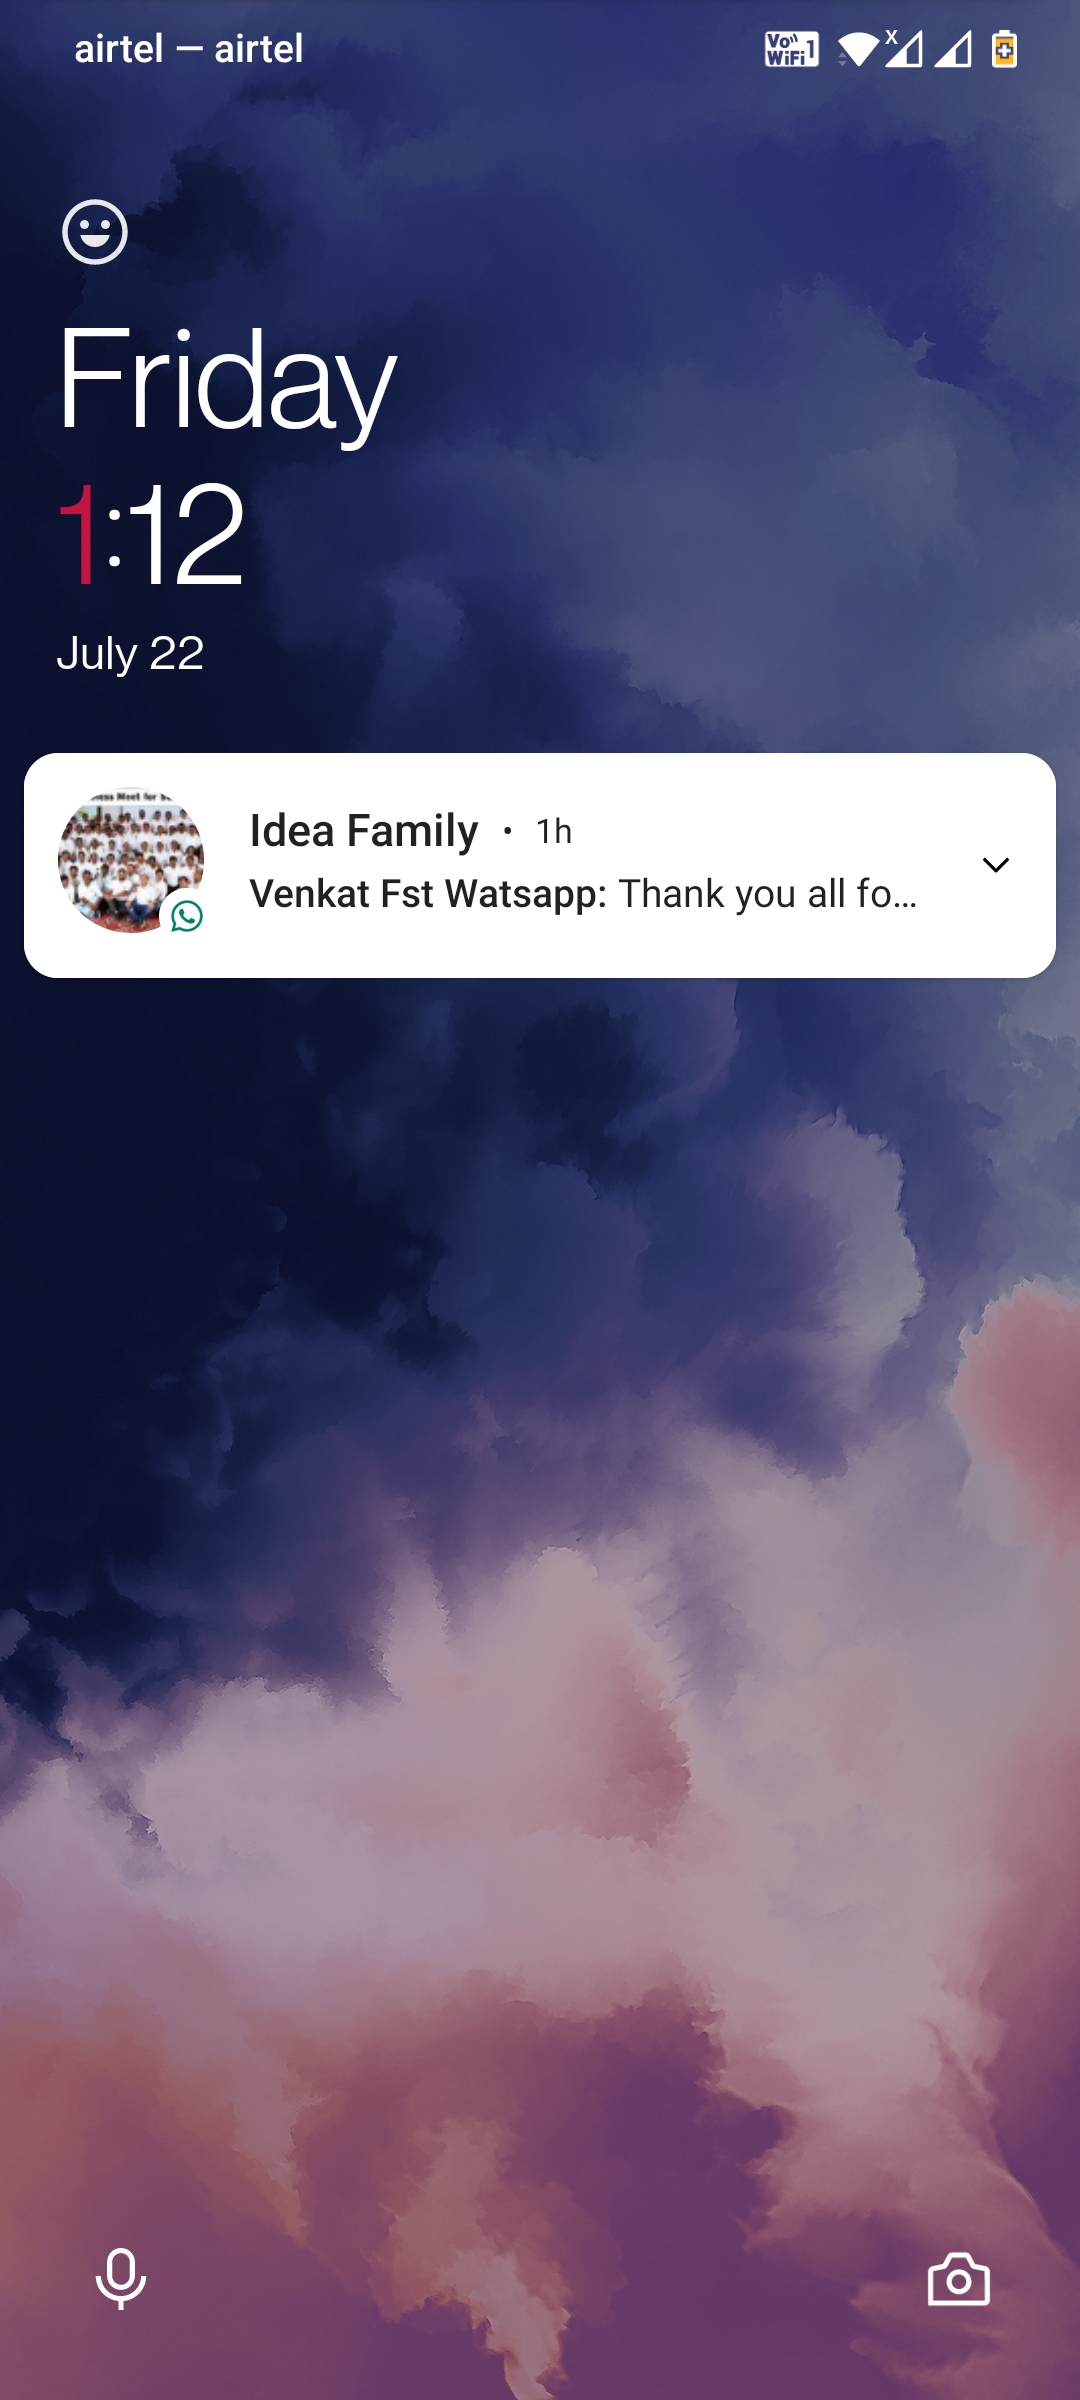 airtel — airtel
Vo WiFi 1
X
Friday
1:12
July 22
Idea Family • 1h
Venkat Fst Watsapp: Thank you all fo...